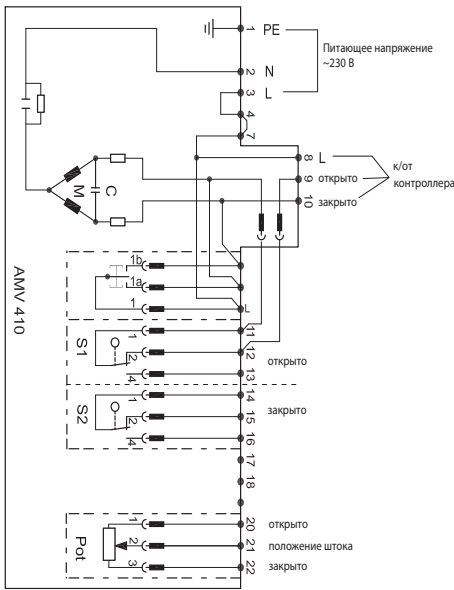 1 PE
Питающее напряжение
~230 В
2 N
3 L
4
7
8 L
к/от
контроллера
9 открыто
10 закрыто
M
C
1b
1a
1
L
AMV 410
S1
1
2
4
11
12
13
открыто
S2
1
2
4
14
15
16
закрыто
17
18
Pot
1
2
3
20 открыто
21 положение штока
22 закрыто